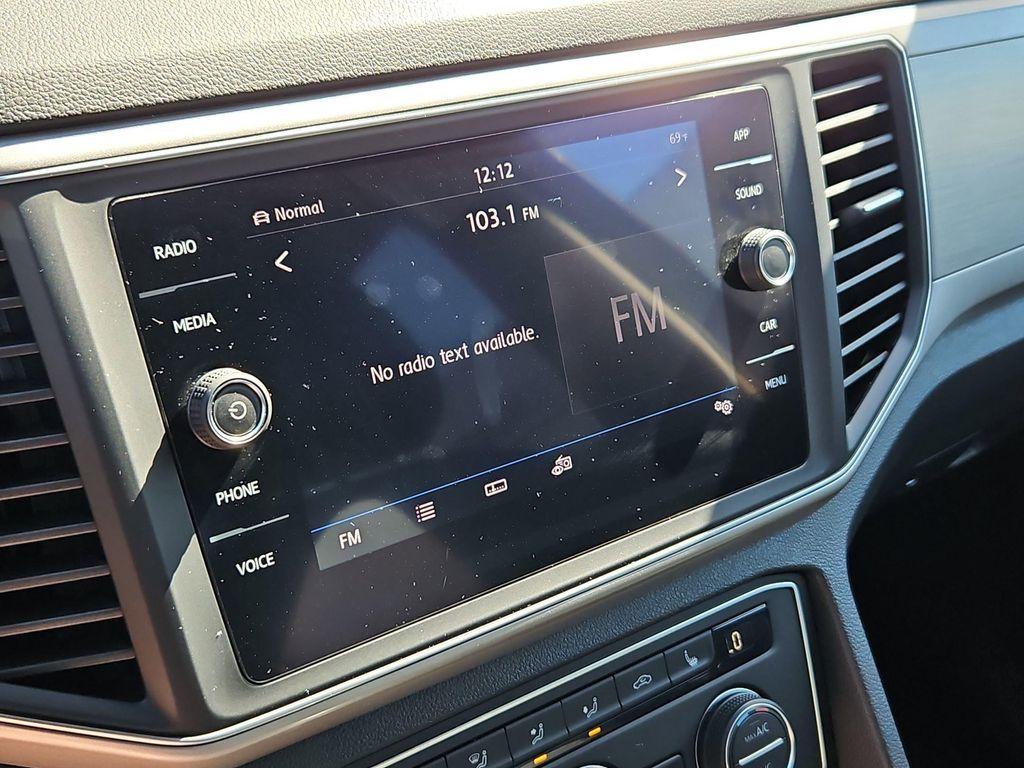 12:12
69°F
Normal
103.1 FM
No radio text available.
FM
FM
RADIO
MEDIA
PHONE
VOICE
APP
SOUND
CAR
MENU
0
MAX A/C
A/C